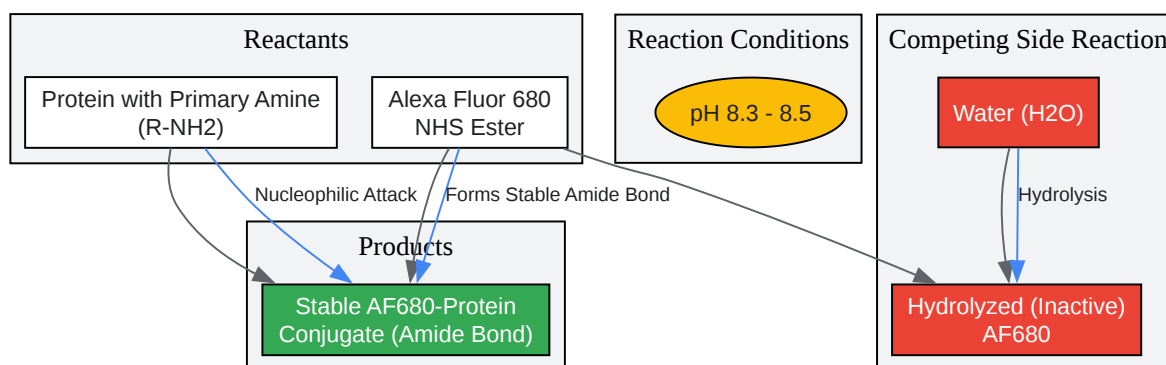 Reactants
Reaction Conditions
Competing Side Reaction
Protein with Primary Amine
(R-NH2)
Alexa Fluor 680
NHS Ester
pH 8.3 - 8.5
Water (H2O)
Nucleophilic Attack
Forms Stable Amide Bond
Hydrolysis
Products
Stable AF680-Protein
Conjugate (Amide Bond)
Hydrolyzed (Inactive)
AF680